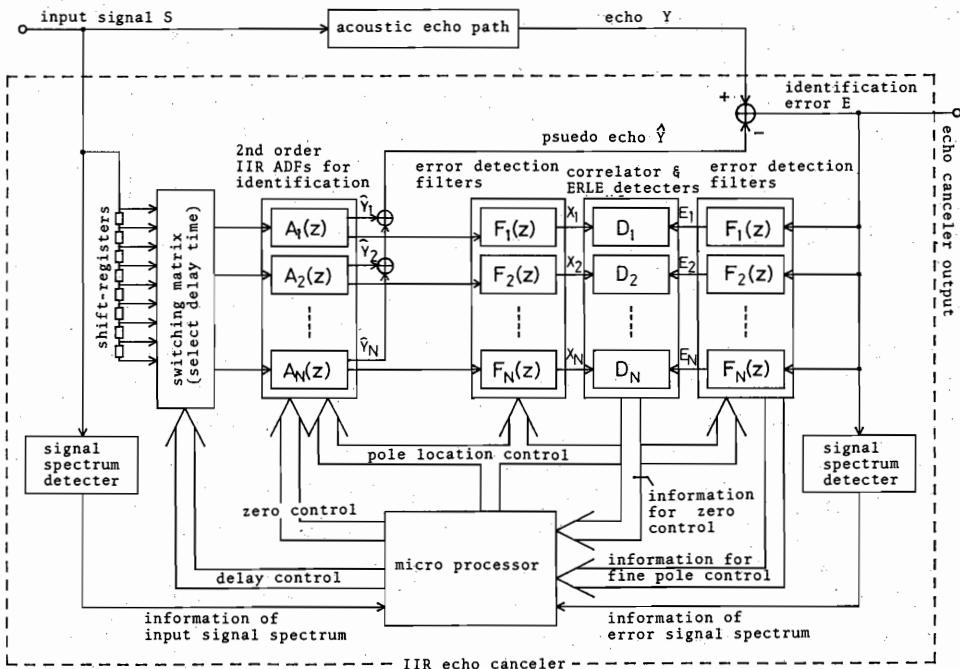 input signal S
acoustic echo path
echo Y
identification
error E
+
−
psuedo echo Ŷ
echo canceler output
2nd order
IIR ADFs for
identification
error detection
filters
correlator &
ERLE detecters
error detection
filters
shift-registers
switching matrix
(select delay time)
A1(z)
Ŷ1
F1(z)
X1
D1
E1
F1(z)
A2(z)
Ŷ2
F2(z)
X2
D2
E2
F2(z)
AN(z)
ŶN
FN(z)
XN
DN
EN
FN(z)
signal
spectrum
detecter
pole location control
signal
spectrum
detecter
zero control
information
for zero
control
micro processor
delay control
information for
fine pole control
information of
input signal spectrum
information of
error signal spectrum
IIR echo canceler